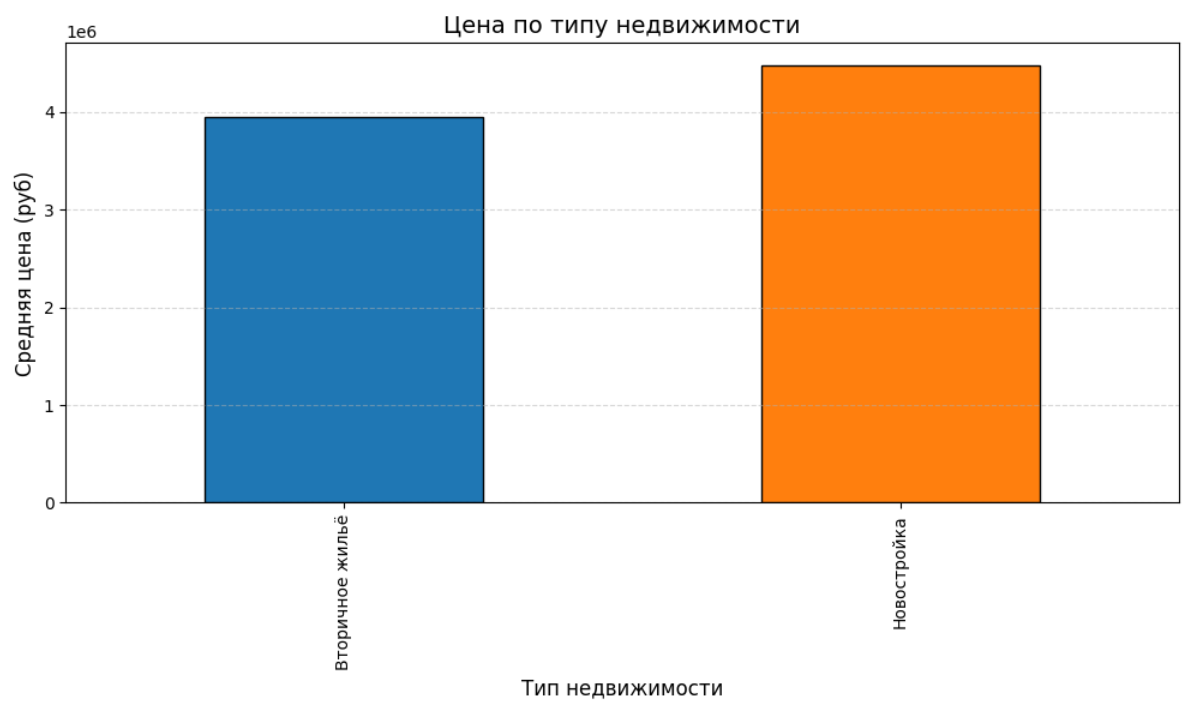 Цена по типу недвижимости
1e6
Средняя цена (руб)
4
3
2
1
0
Вторичное жильё
Новостройка
Тип недвижимости